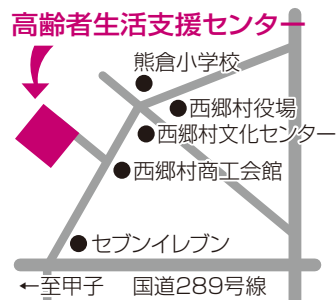 高齢者生活支援センター
熊倉小学校
西郷村役場
西郷村文化センター
西郷村商工会館
セブンイレブン
←至甲子　国道289号線